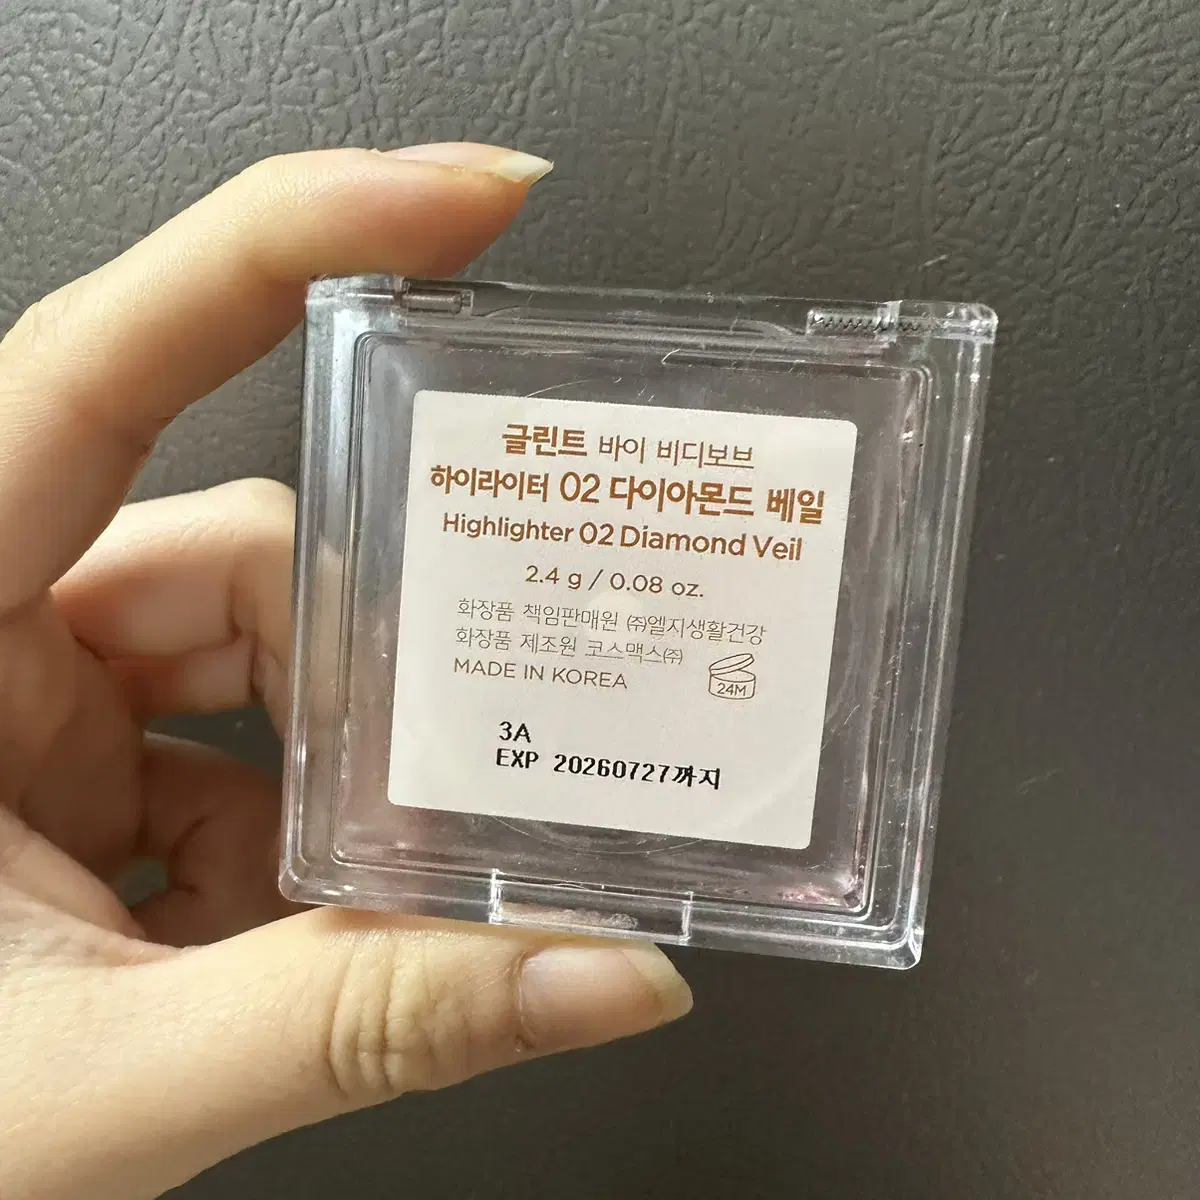 글린트 바이 비디보브
하이라이터 02 다이아몬드 베일
Highlighter 02 Diamond Veil
2.4 g / 0.08 oz.
화장품 책임판매원 ㈜엘지생활건강
화장품 제조원 코스맥스㈜
MADE IN KOREA
24M
3A
EXP 20260727까지